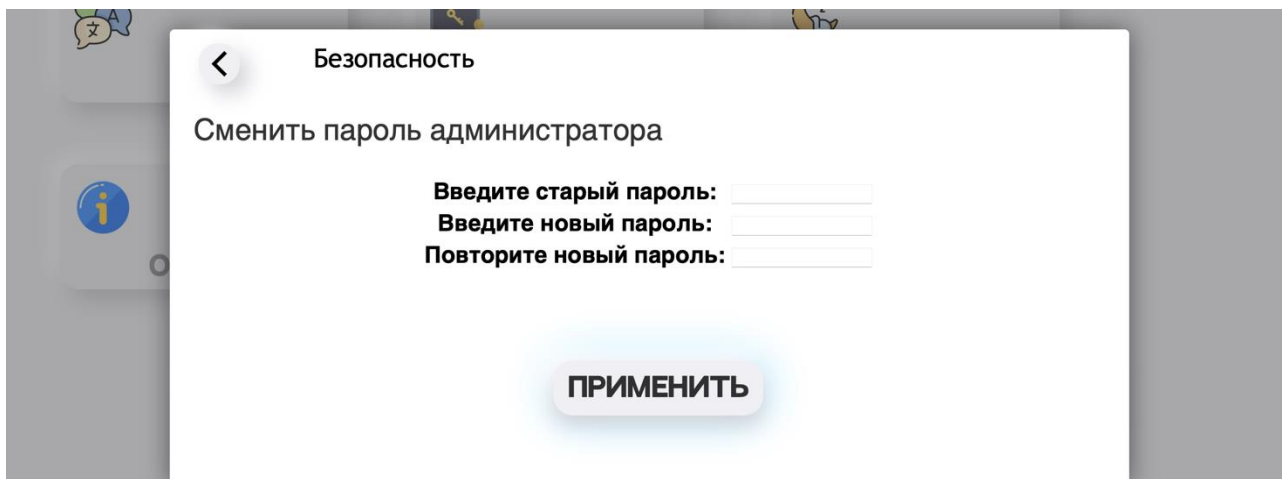 Безопасность
Сменить пароль администратора
Введите старый пароль:
Введите новый пароль:
Повторите новый пароль:
ПРИМЕНИТЬ